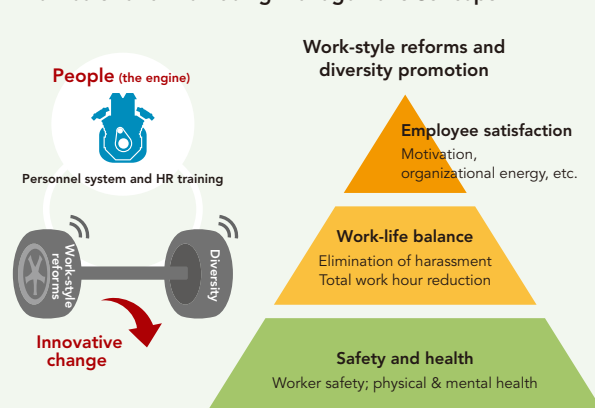 Work-style reforms and
diversity promotion
People (the engine)
Personnel system and HR training
Work-style
reforms
Diversity
Innovative
change
Employee satisfaction
Motivation,
organizational energy, etc.
Work-life balance
Elimination of harassment
Total work hour reduction
Safety and health
Worker safety; physical & mental health